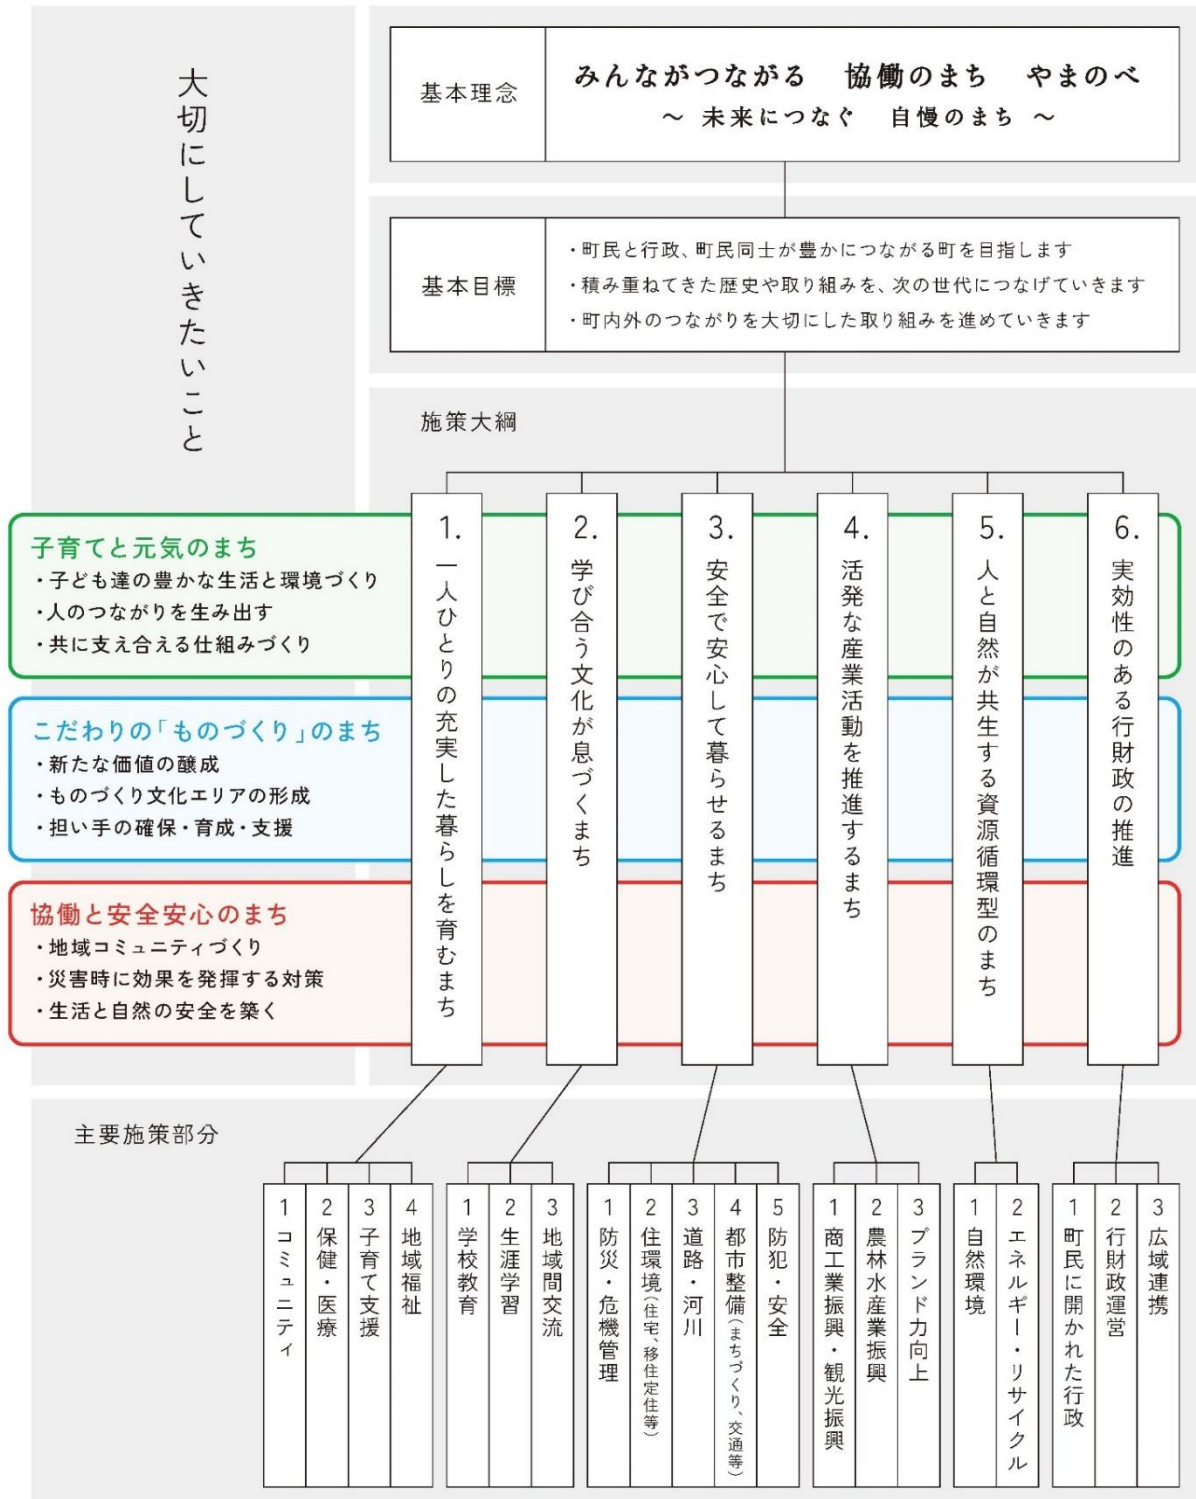 大切にしていきたいこと
基本理念
みんながつながる　協働のまち　やまのべ
～ 未来につなぐ　自慢のまち ～
基本目標
・町民と行政、町民同士が豊かにつながる町を目指します
・積み重ねてきた歴史や取り組みを、次の世代につなげていきます
・町内外のつながりを大切にした取り組みを進めていきます
施策大綱
子育てと元気のまち
・子ども達の豊かな生活と環境づくり
・人のつながりを生み出す
・共に支え合える仕組みづくり
こだわりの「ものづくり」のまち
・新たな価値の醸成
・ものづくり文化エリアの形成
・担い手の確保・育成・支援
協働と安全安心のまち
・地域コミュニティづくり
・災害時に効果を発揮する対策
・生活と自然の安全を築く
1. 一人ひとりの充実した暮らしを育むまち
2. 学び合う文化が息づくまち
3. 安全で安心して暮らせるまち
4. 活発な産業活動を推進するまち
5. 人と自然が共生する資源循環型のまち
6. 実効性のある行財政の推進
主要施策部分
1 コミュニティ
2 保健・医療
3 子育て支援
4 地域福祉
1 学校教育
2 生涯学習
3 地域間交流
1 防災・危機管理
2 住環境(住宅、移住定住等)
3 道路・河川
4 都市整備(まちづくり、交通等)
5 防犯・安全
1 商工業振興・観光振興
2 農林水産業振興
3 ブランド力向上
1 自然環境
2 エネルギー・リサイクル
1 町民に開かれた行政
2 行財政運営
3 広域連携